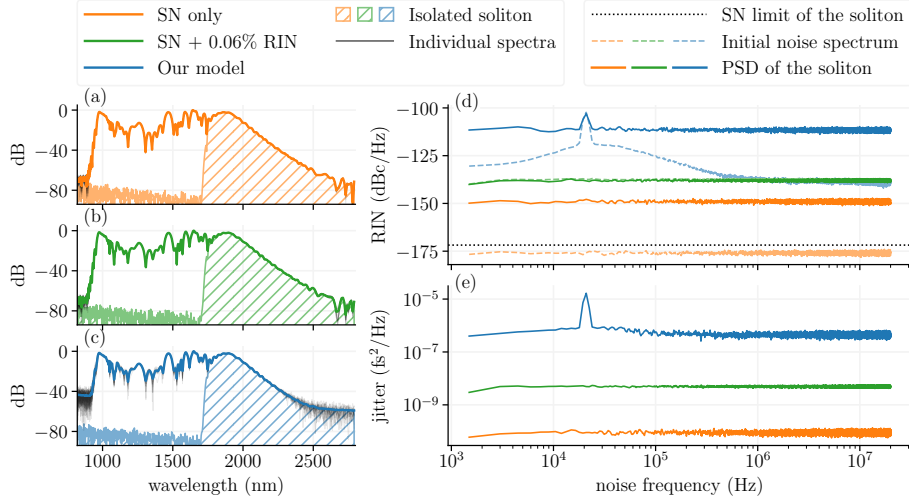 SN only
SN + 0.06% RIN
Our model
Isolated soliton
Individual spectra
SN limit of the soliton
Initial noise spectrum
PSD of the soliton
(a)
0
−40
−80
dB
(b)
0
−40
−80
dB
(c)
0
−40
−80
dB
1000 1500 2000 2500
wavelength (nm)
(d)
−100
−125
−150
−175
RIN (dBc/Hz)
(e)
10⁻⁵
10⁻⁷
10⁻⁹
jitter (fs²/Hz)
10³ 10⁴ 10⁵ 10⁶ 10⁷
noise frequency (Hz)